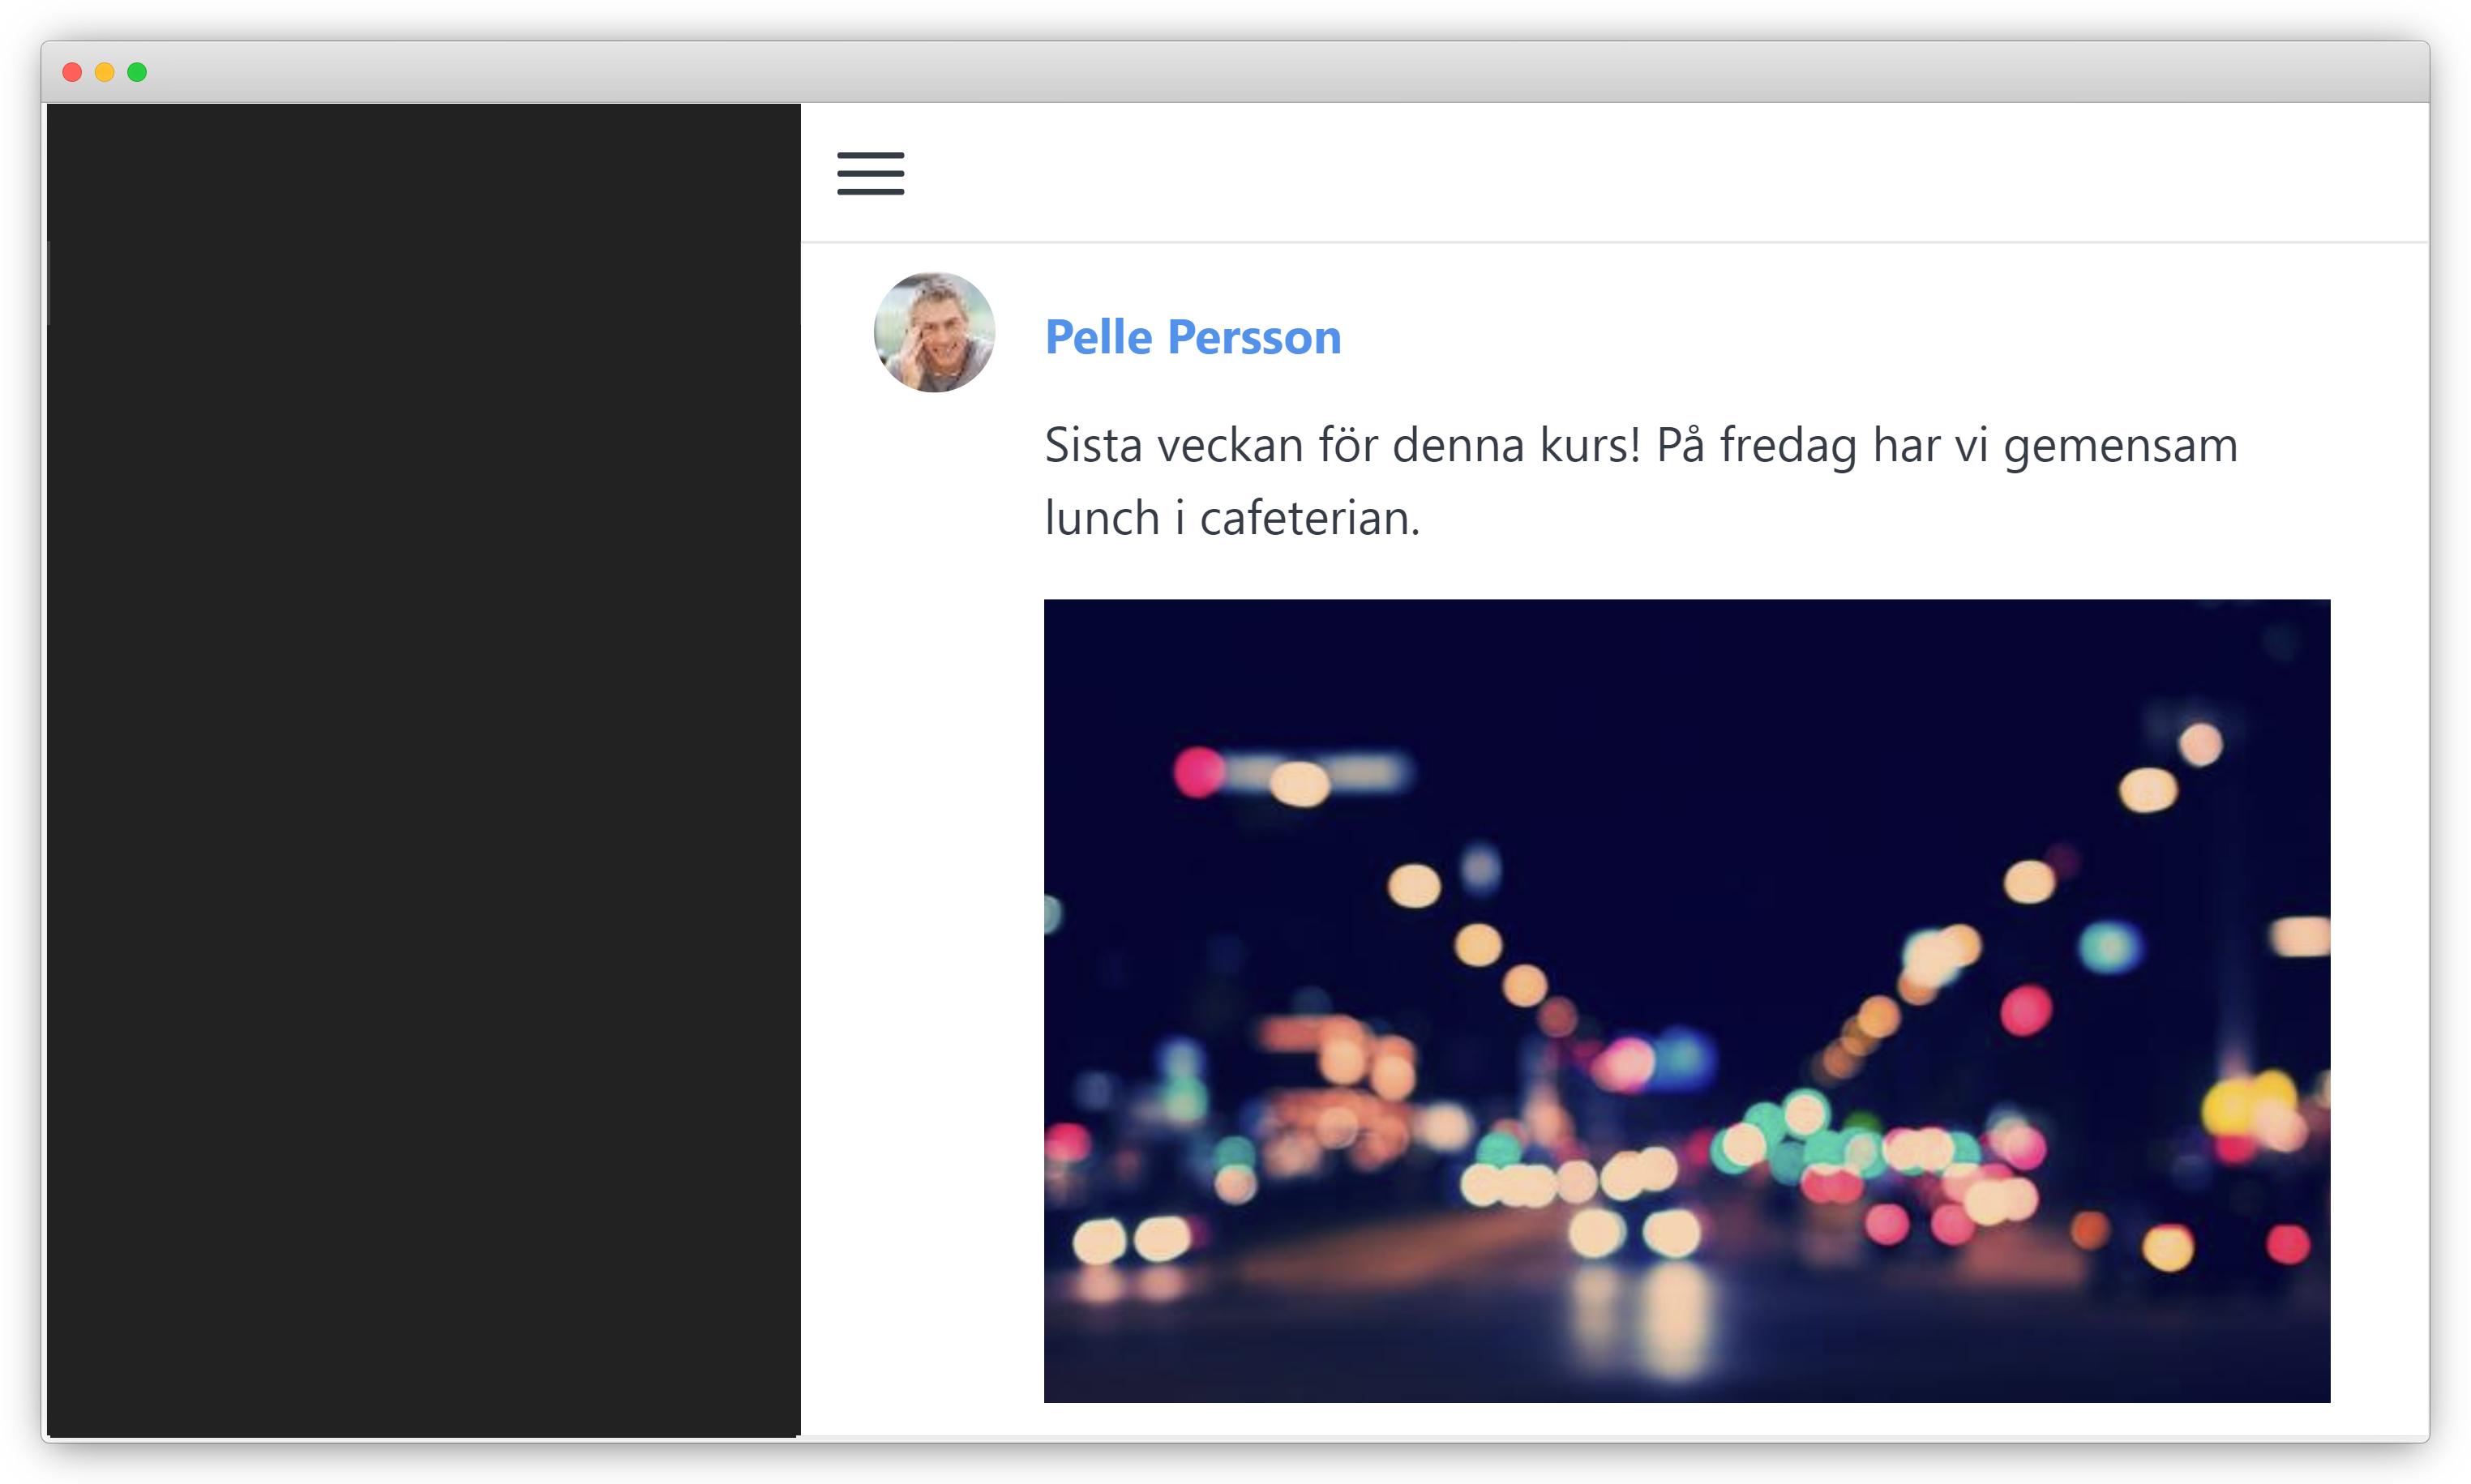 Pelle Persson
Sista veckan för denna kurs! På fredag har vi gemensam
lunch i cafeterian.